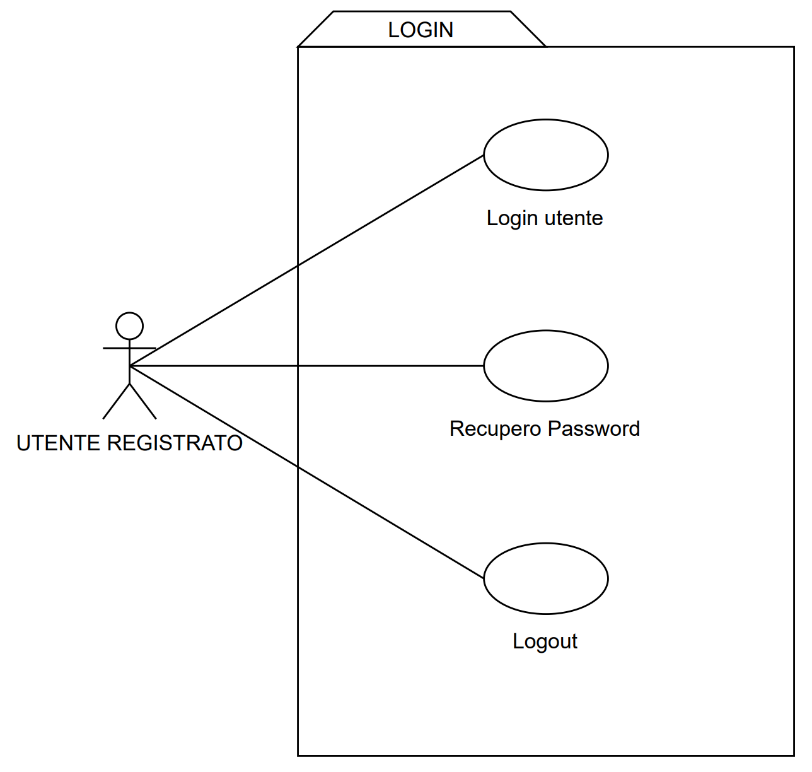 LOGIN
Login utente
Recupero Password
UTENTE REGISTRATO
Logout